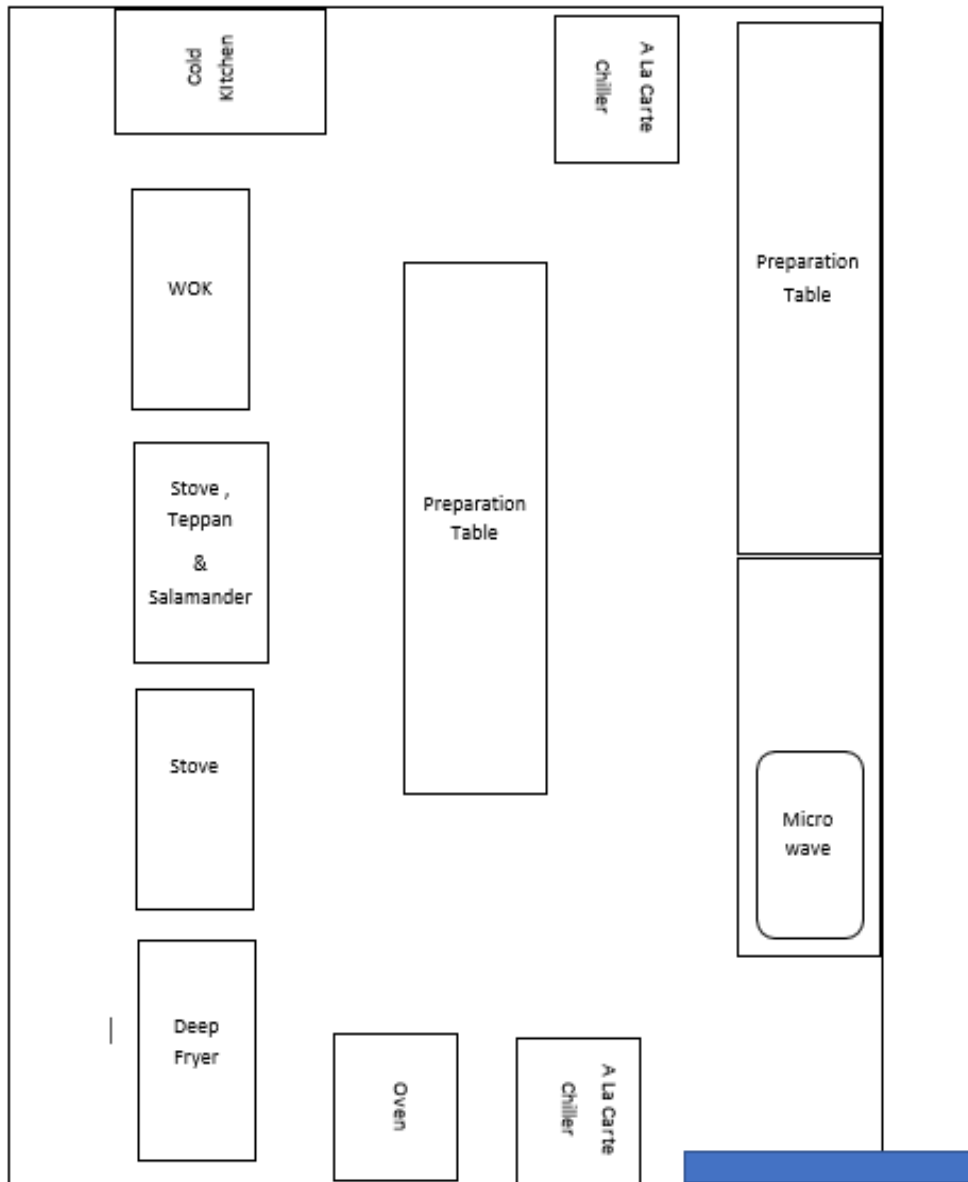 Cold
KItchen
A La Carte
Chiller
WOK
Preparation
Table
Stove ,
Teppan
&
Salamander
Preparation
Table
Stove
Micro
wave
Deep
Fryer
Oven
A La Carte
Chiller